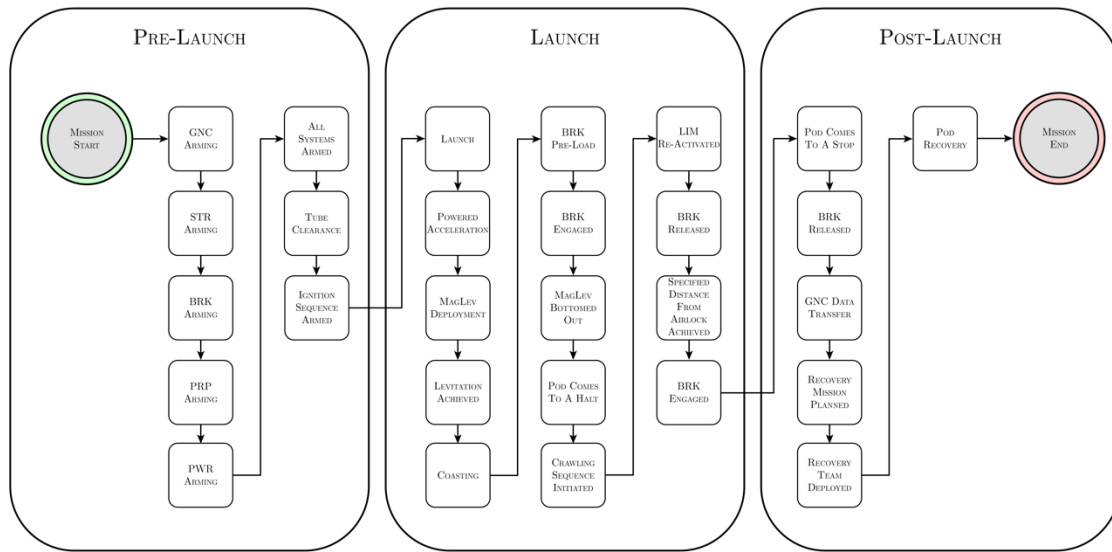 Pre-Launch
Mission
Start
GNC
Arming
STR
Arming
BRK
Arming
PRP
Arming
PWR
Arming
All
Systems
Armed
Tube
Clearance
Ignition
Sequence
Armed
Launch
Launch
Powered
Acceleration
MagLev
Deployment
Levitation
Achieved
Coasting
BRK
Pre-Load
BRK
Engaged
MagLev
Bottomed
Out
Pod Comes
To A Halt
Crawling
Sequence
Initiated
LIM
Re-Activated
BRK
Released
Specified
Distance
From
Airlock
Achieved
BRK
Engaged
Post-Launch
Pod Comes
To A Stop
BRK
Released
GNC Data
Transfer
Recovery
Mission
Planned
Recovery
Team
Deployed
Pod
Recovery
Mission
End